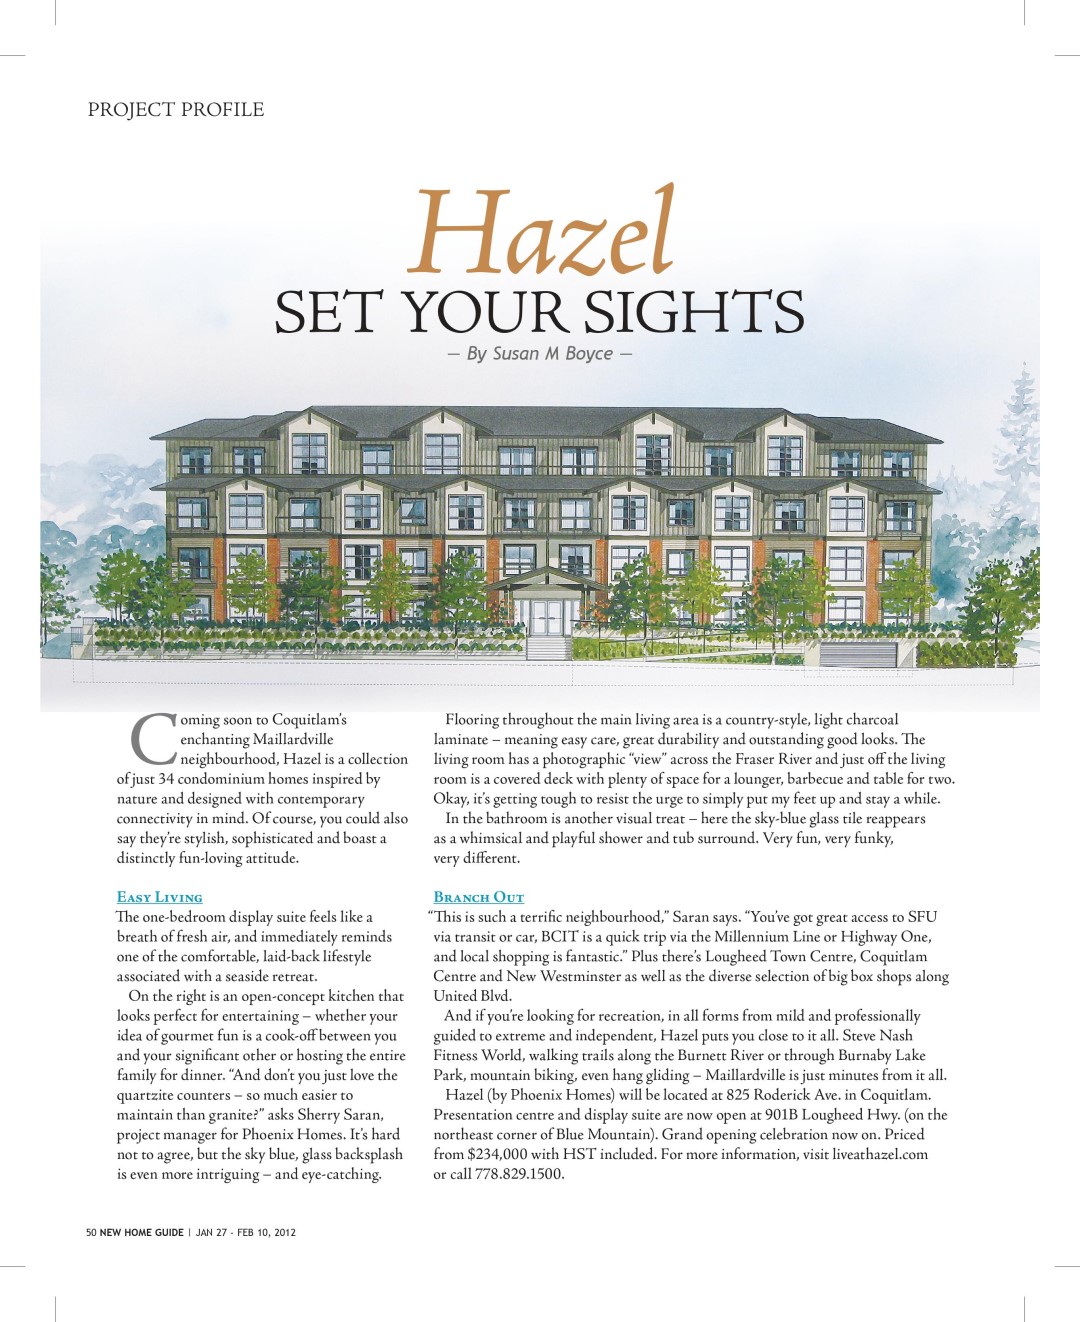 PROJECT PROFILE
Hazel
SET YOUR SIGHTS
— By Susan M Boyce —
Coming soon to Coquitlam's
enchanting Maillardville
neighbourhood, Hazel is a collection
of just 34 condominium homes inspired by
nature and designed with contemporary
connectivity in mind. Of course, you could also
say they're stylish, sophisticated and boast a
distinctly fun-loving attitude.
EASY LIVING
The one-bedroom display suite feels like a
breath of fresh air, and immediately reminds
one of the comfortable, laid-back lifestyle
associated with a seaside retreat.
On the right is an open-concept kitchen that
looks perfect for entertaining – whether your
idea of gourmet fun is a cook-off between you
and your significant other or hosting the entire
family for dinner. “And don't you just love the
quartzite counters – so much easier to
maintain than granite?” asks Sherry Saran,
project manager for Phoenix Homes. It's hard
not to agree, but the sky blue, glass backsplash
is even more intriguing – and eye-catching.
Flooring throughout the main living area is a country-style, light charcoal
laminate – meaning easy care, great durability and outstanding good looks. The
living room has a photographic “view” across the Fraser River and just off the living
room is a covered deck with plenty of space for a lounger, barbecue and table for two.
Okay, it's getting tough to resist the urge to simply put my feet up and stay a while.
In the bathroom is another visual treat – here the sky-blue glass tile reappears
as a whimsical and playful shower and tub surround. Very fun, very funky,
very different.
BRANCH OUT
“This is such a terrific neighbourhood,” Saran says. “You've got great access to SFU
via transit or car, BCIT is a quick trip via the Millennium Line or Highway One,
and local shopping is fantastic.” Plus there's Lougheed Town Centre, Coquitlam
Centre and New Westminster as well as the diverse selection of big box shops along
United Blvd.
And if you're looking for recreation, in all forms from mild and professionally
guided to extreme and independent, Hazel puts you close to it all. Steve Nash
Fitness World, walking trails along the Burnett River or through Burnaby Lake
Park, mountain biking, even hang gliding – Maillardville is just minutes from it all.
Hazel (by Phoenix Homes) will be located at 825 Roderick Ave. in Coquitlam.
Presentation centre and display suite are now open at 901B Lougheed Hwy. (on the
northeast corner of Blue Mountain). Grand opening celebration now on. Priced
from $234,000 with HST included. For more information, visit liveathazel.com
or call 778.829.1500.
50 NEW HOME GUIDE | JAN 27 - FEB 10, 2012